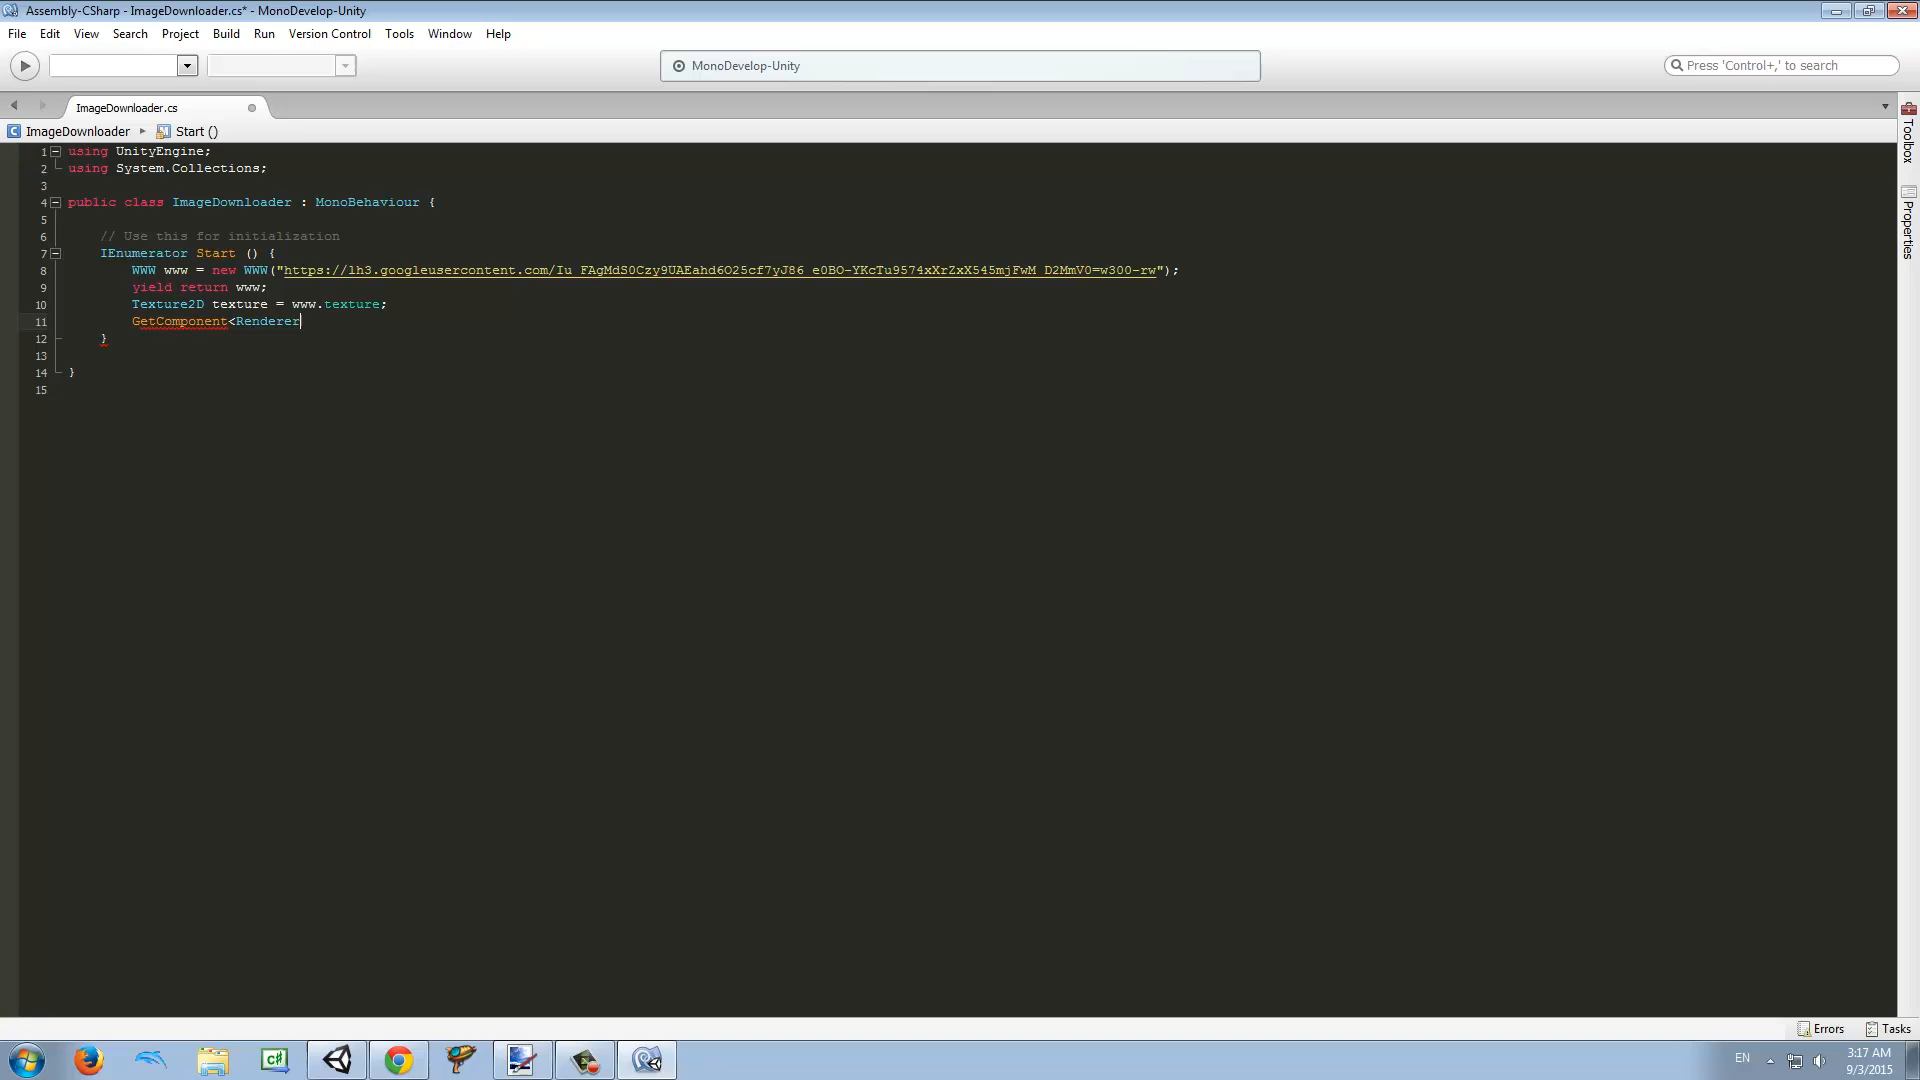 Assembly-CSharp - ImageDownloader.cs* - MonoDevelop-Unity
File Edit View Search Project Build Run Version Control Tools Window Help
MonoDevelop-Unity
Press 'Control+,' to search
ImageDownloader.cs
ImageDownloader Start ()
Toolbox
Properties
1 using UnityEngine;
2 using System.Collections;
3
4 public class ImageDownloader : MonoBehaviour {
5
6 // Use this for initialization
7 IEnumerator Start () {
8 WWW www = new WWW("https://lh3.googleusercontent.com/Iu_FAgMdS0Czy9UAEahd6O25cf7yJ86_e0BO-YKcTu9574xXrZxX545mjFwM_D2MmV0=w300-rw");
9 yield return www;
10 Texture2D texture = www.texture;
11 GetComponent<Renderer
12 }
13
14 }
15
Errors Tasks
C#
EN
3:17 AM
9/3/2015